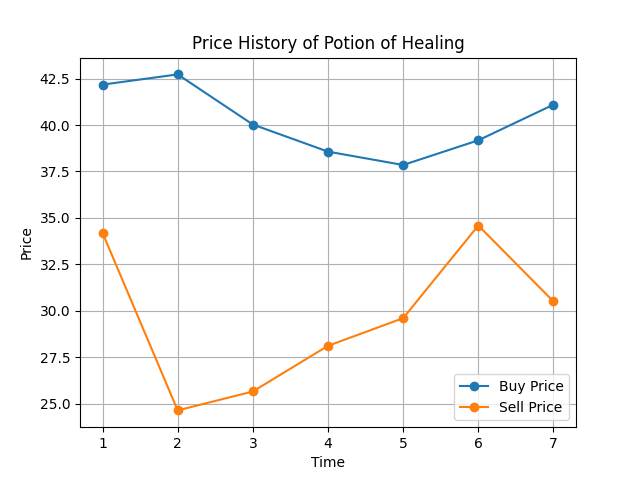 Price History of Potion of Healing
Price
42.5
40.0
37.5
35.0
32.5
30.0
27.5
25.0
1 2 3 4 5 6 7
Time
Buy Price
Sell Price